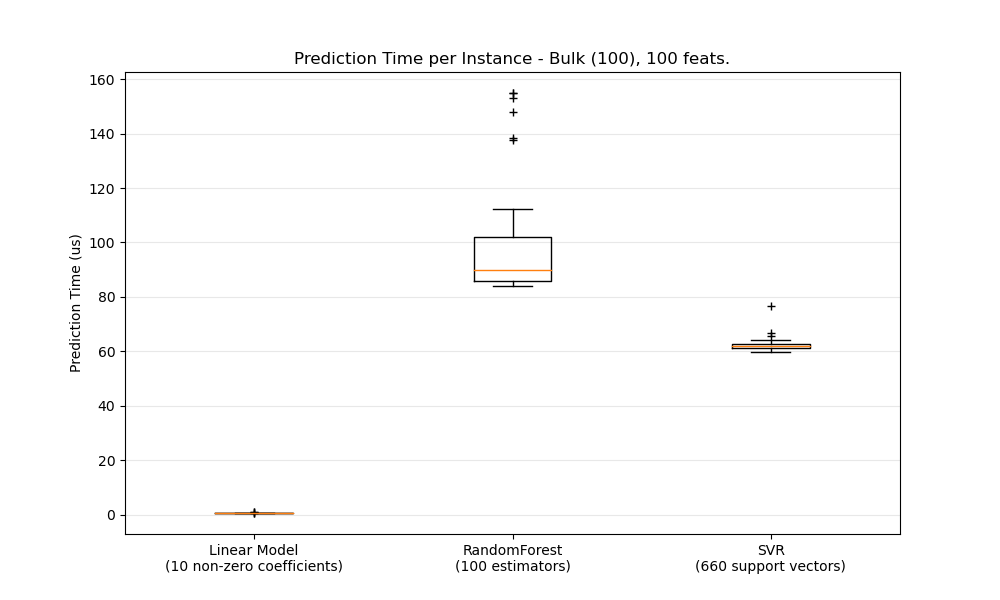 Prediction Time per Instance - Bulk (100), 100 feats.
Prediction Time (us)
160
140
120
100
80
60
40
20
0
Linear Model
(10 non-zero coefficients)
RandomForest
(100 estimators)
SVR
(660 support vectors)